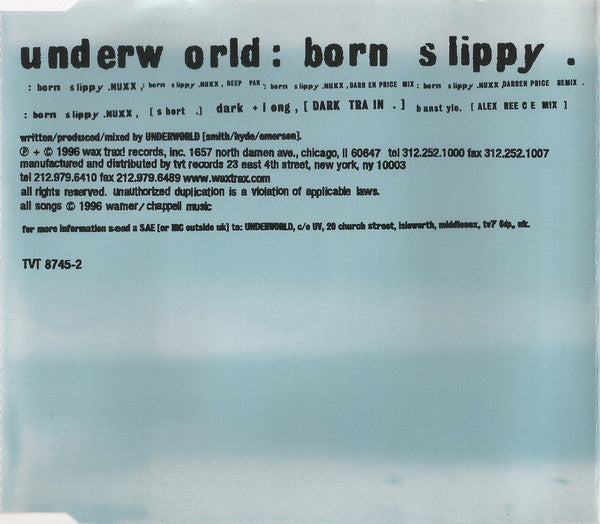 underw orld: born slippy .
: born slippy .NUXX ,: born slippy .NUXX, DEEP PAN ; born slippy .NUXX ,DARR EN PRICE MIX ; born slippy .NUXX ,DARREN PRICE REMIX .
: born slippy .NUXX, [ short .] dark + l ong, [ DARK TRA IN .] banst yle. [ ALEX REE C E MIX ]
written/produced/mixed by UNDERWORLD [smith/hyde/emerson].
℗ + © 1996 wax trax! records, inc. 1657 north damen ave., chicago, il 60647 tel 312.252.1000 fax 312.252.1007
manufactured and distributed by tvt records 23 east 4th street, new york, ny 10003
tel 212.979.6410 fax 212.979.6489 www.waxtrax.com
all rights reserved. unauthorized duplication is a violation of applicable laws.
all songs © 1996 warner/chappell music
for more information send a SAE [or IRC outside uk] to: UNDERWORLD, c/o UV, 20 church street, isleworth, middlesex, tw7 6dp, uk.
TVT 8745-2